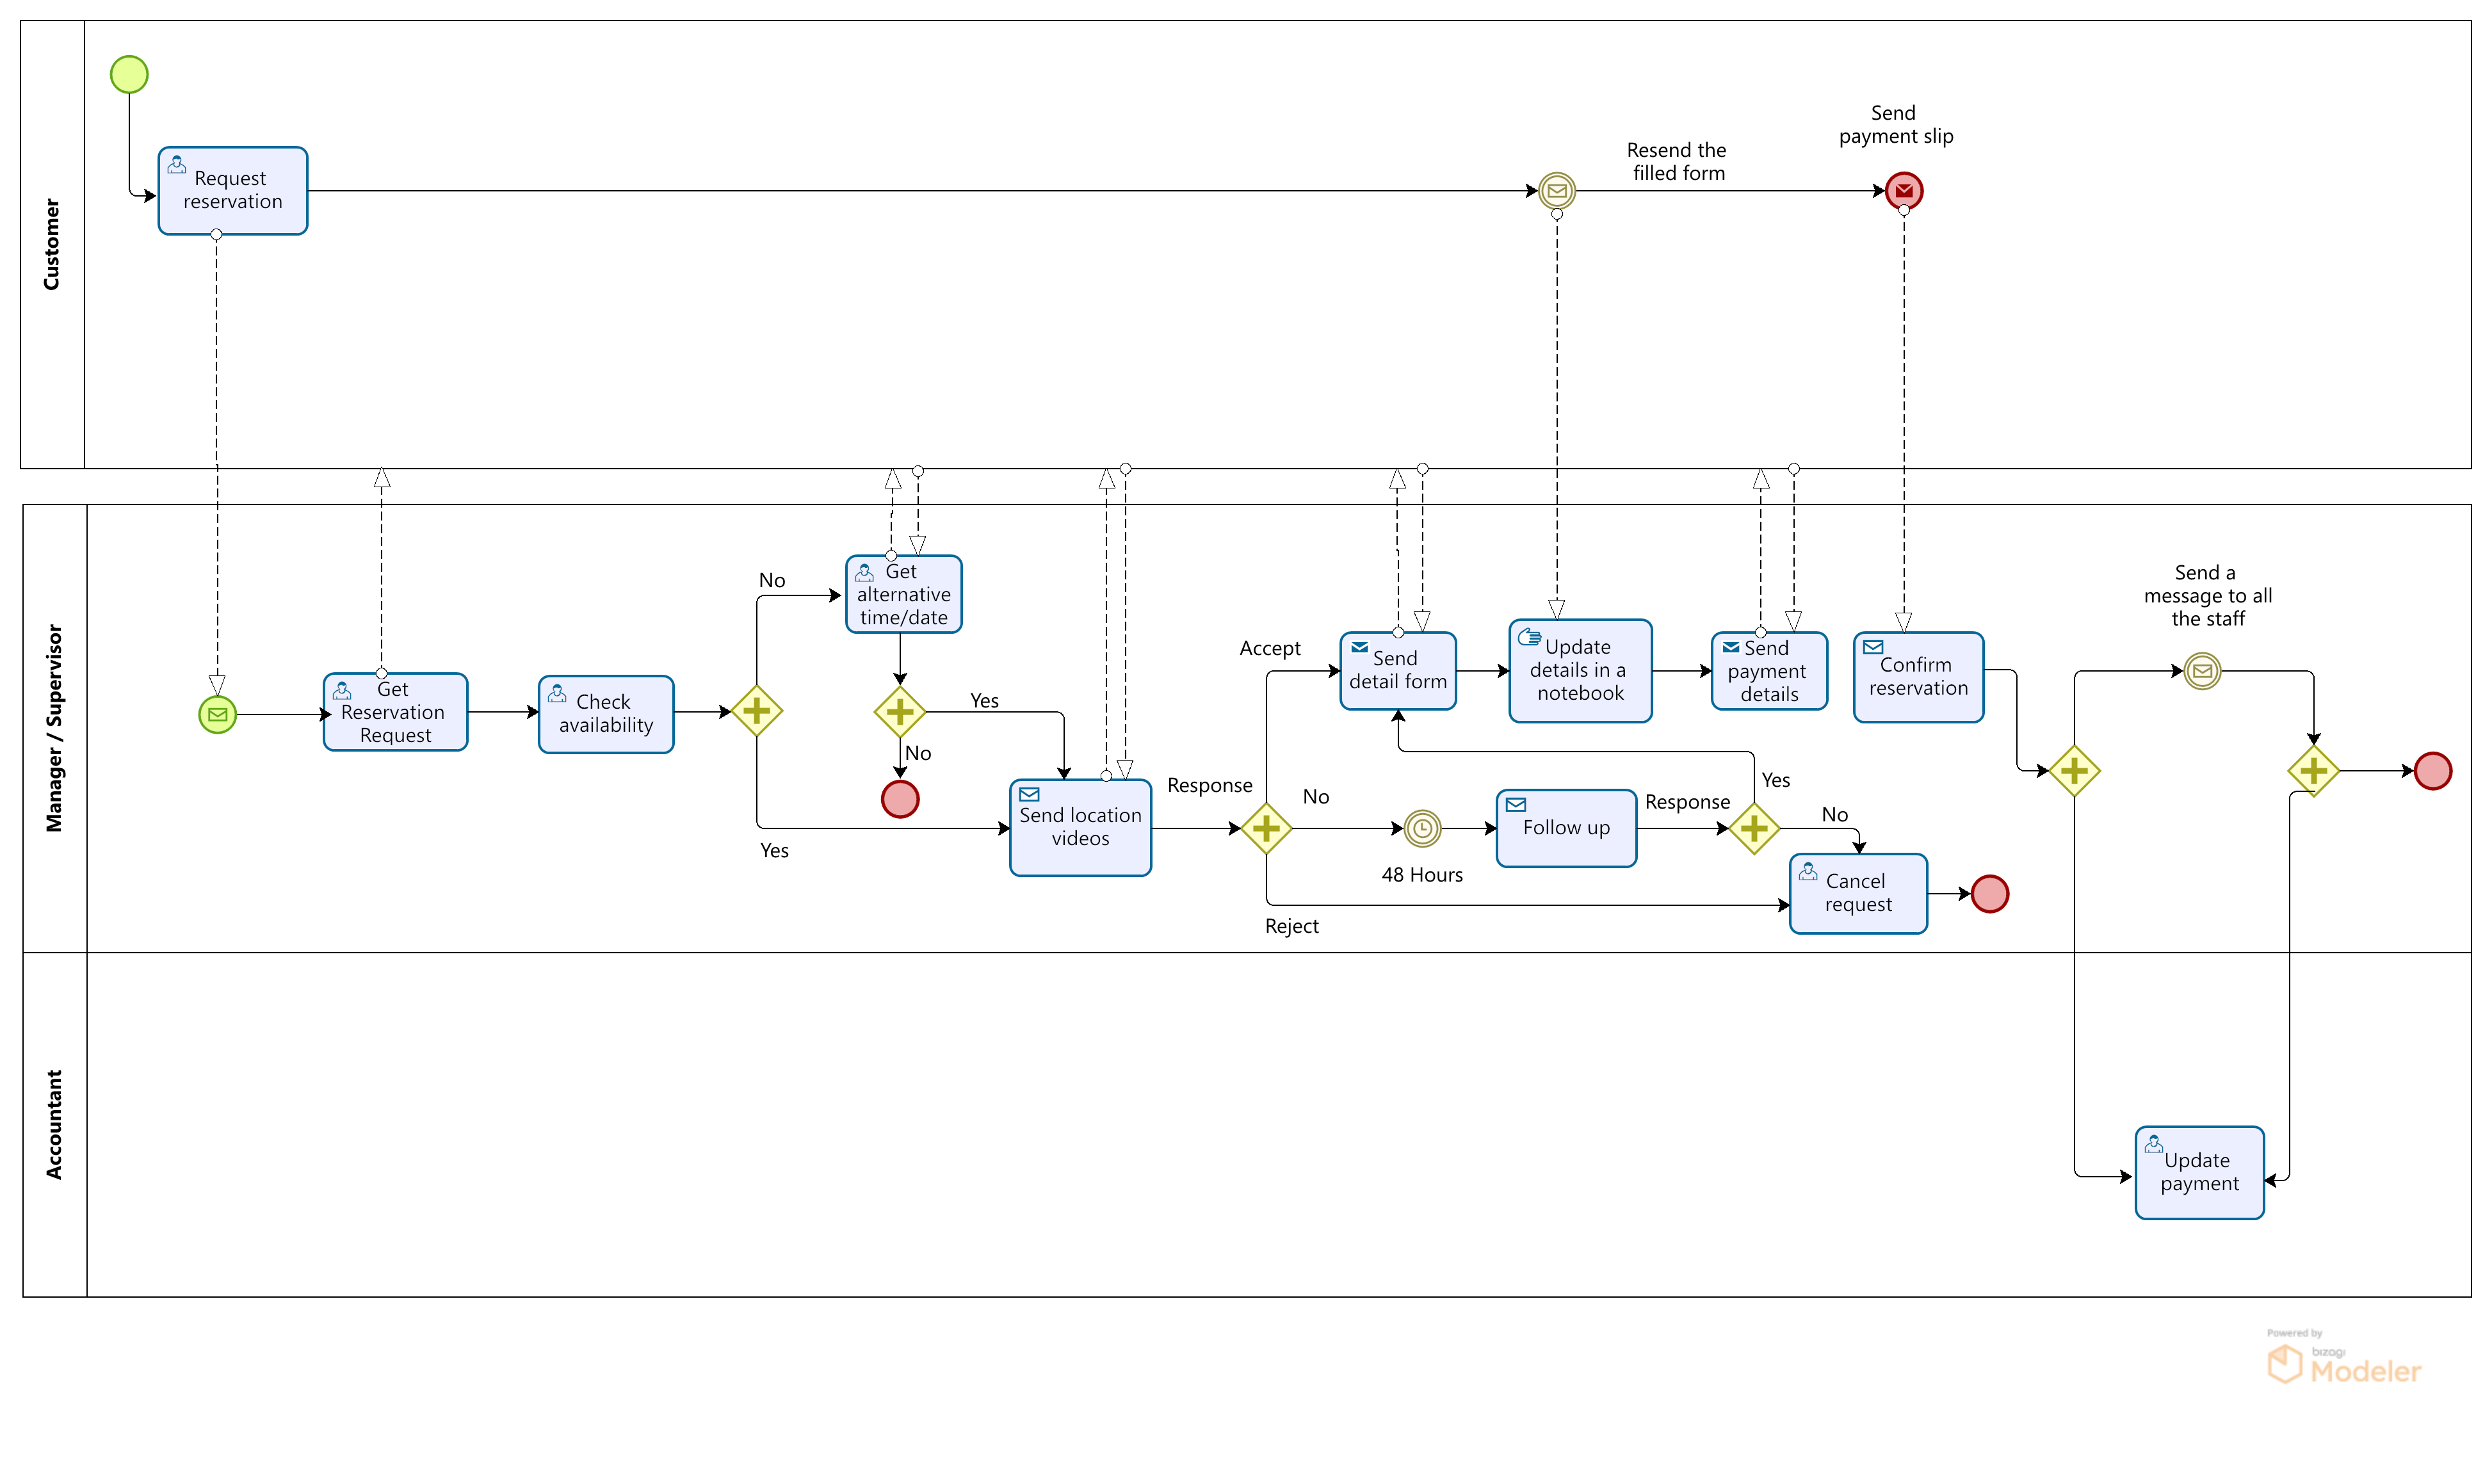 Customer
Request
reservation
Resend the
filled form
Send
payment slip
Manager / Supervisor
Get
Reservation
Request
Check
availability
No
Yes
Get
alternative
time/date
Yes
No
Send location
videos
Response
Accept
No
Reject
48 Hours
Send
detail form
Update
details in a
notebook
Send
payment
details
Confirm
reservation
Follow up
Response
Yes
No
Cancel
request
Send a
message to all
the staff
Accountant
Update
payment
Powered by
bizagi
Modeler